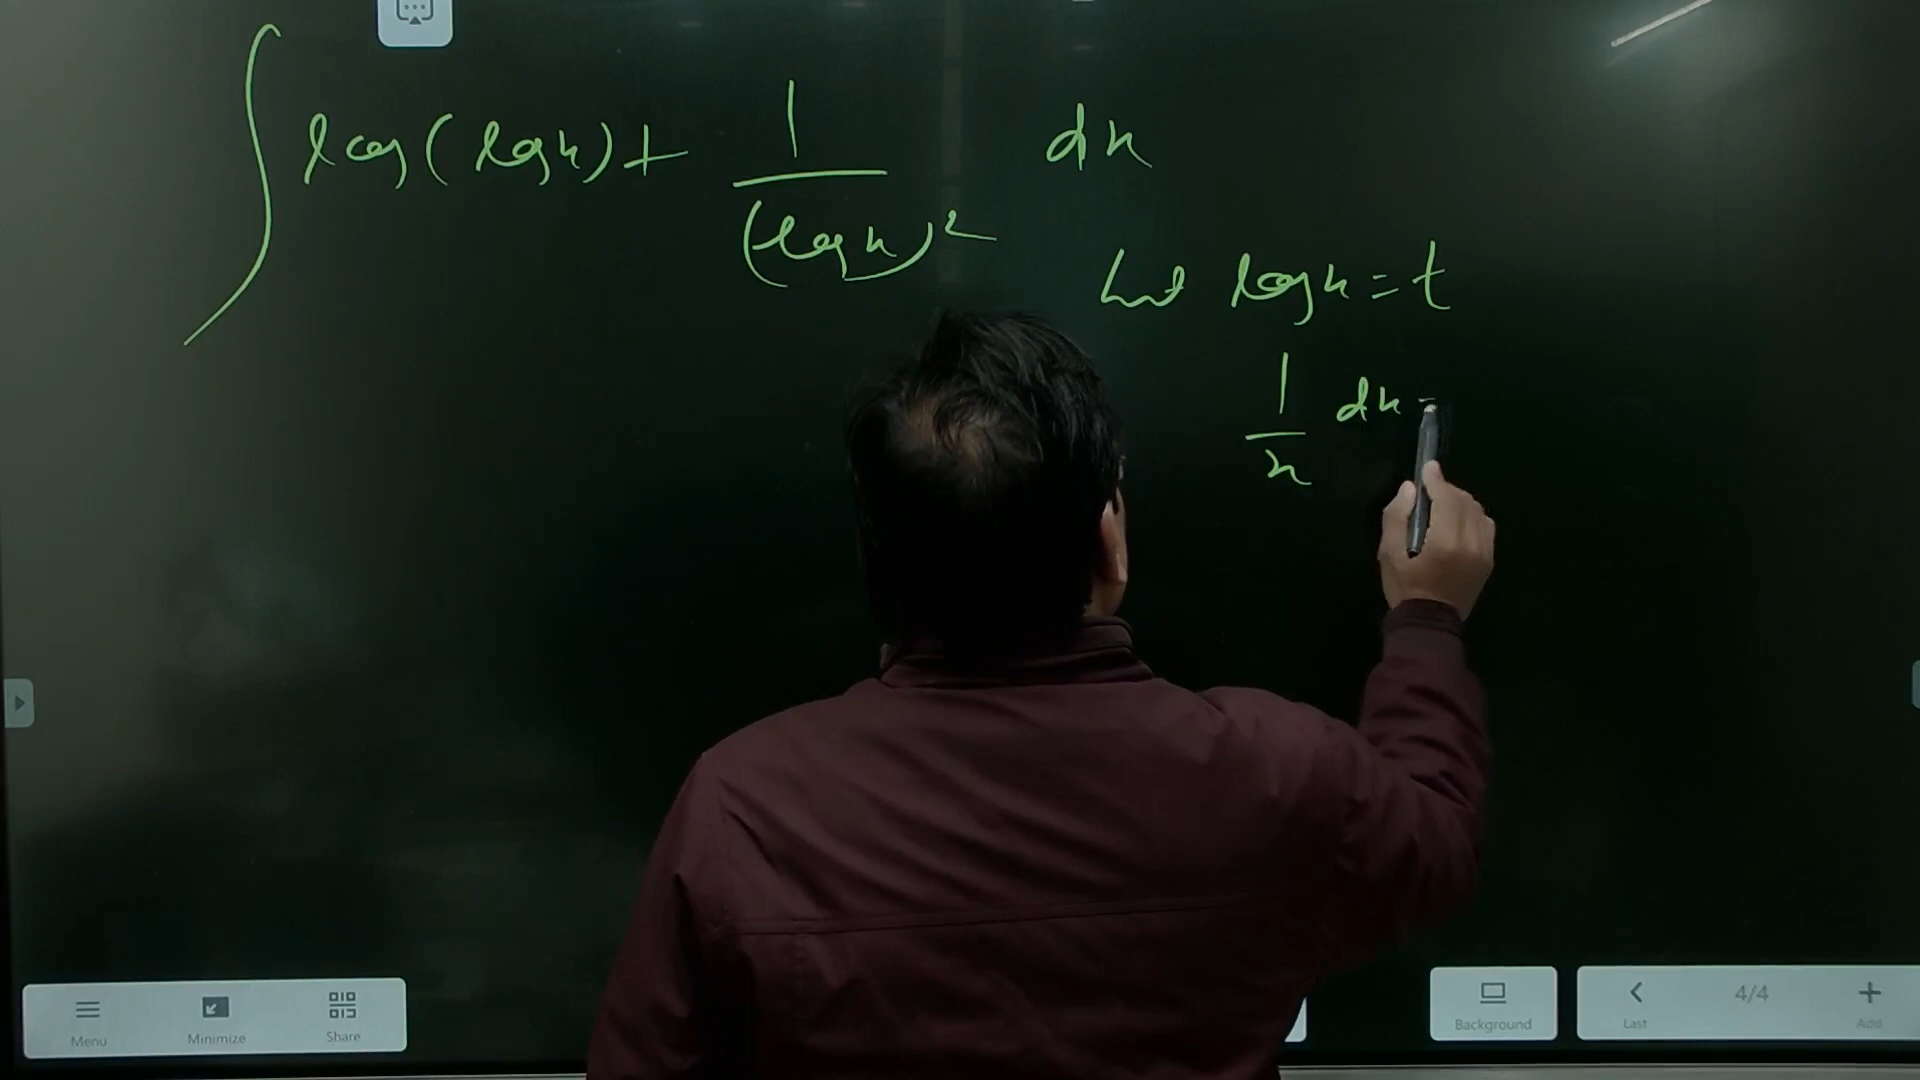 ∫ log(logx) + 1/(logx)² dx
Let logx = t
1/x dx =
Menu
Minimize
Share
Background
Last
4/4
Add